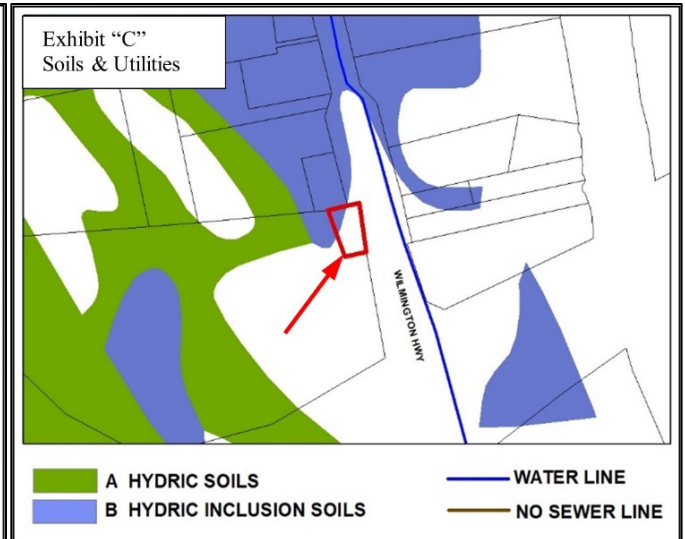 Exhibit “C”
Soils & Utilities
WILMINGTON HWY
A HYDRIC SOILS
B HYDRIC INCLUSION SOILS
WATER LINE
NO SEWER LINE